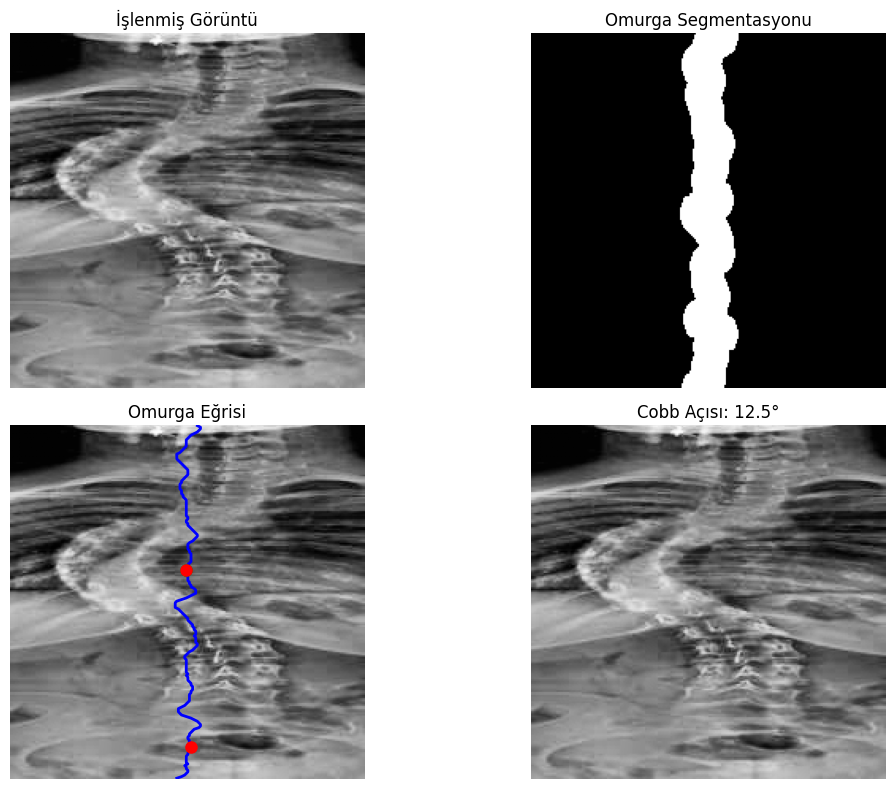 İşlenmiş Görüntü
Omurga Segmentasyonu
Omurga Eğrisi
Cobb Açısı: 12.5°